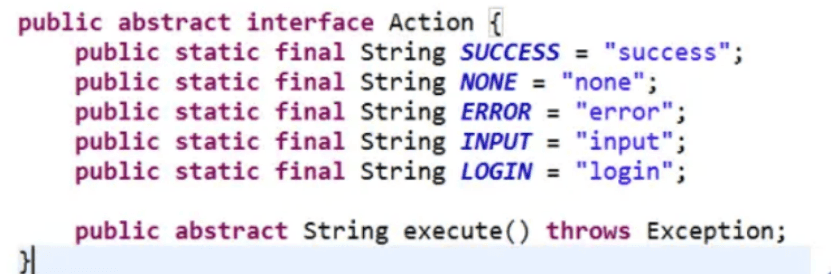 public abstract interface Action {
    public static final String SUCCESS = "success";
    public static final String NONE = "none";
    public static final String ERROR = "error";
    public static final String INPUT = "input";
    public static final String LOGIN = "login";

    public abstract String execute() throws Exception;
}